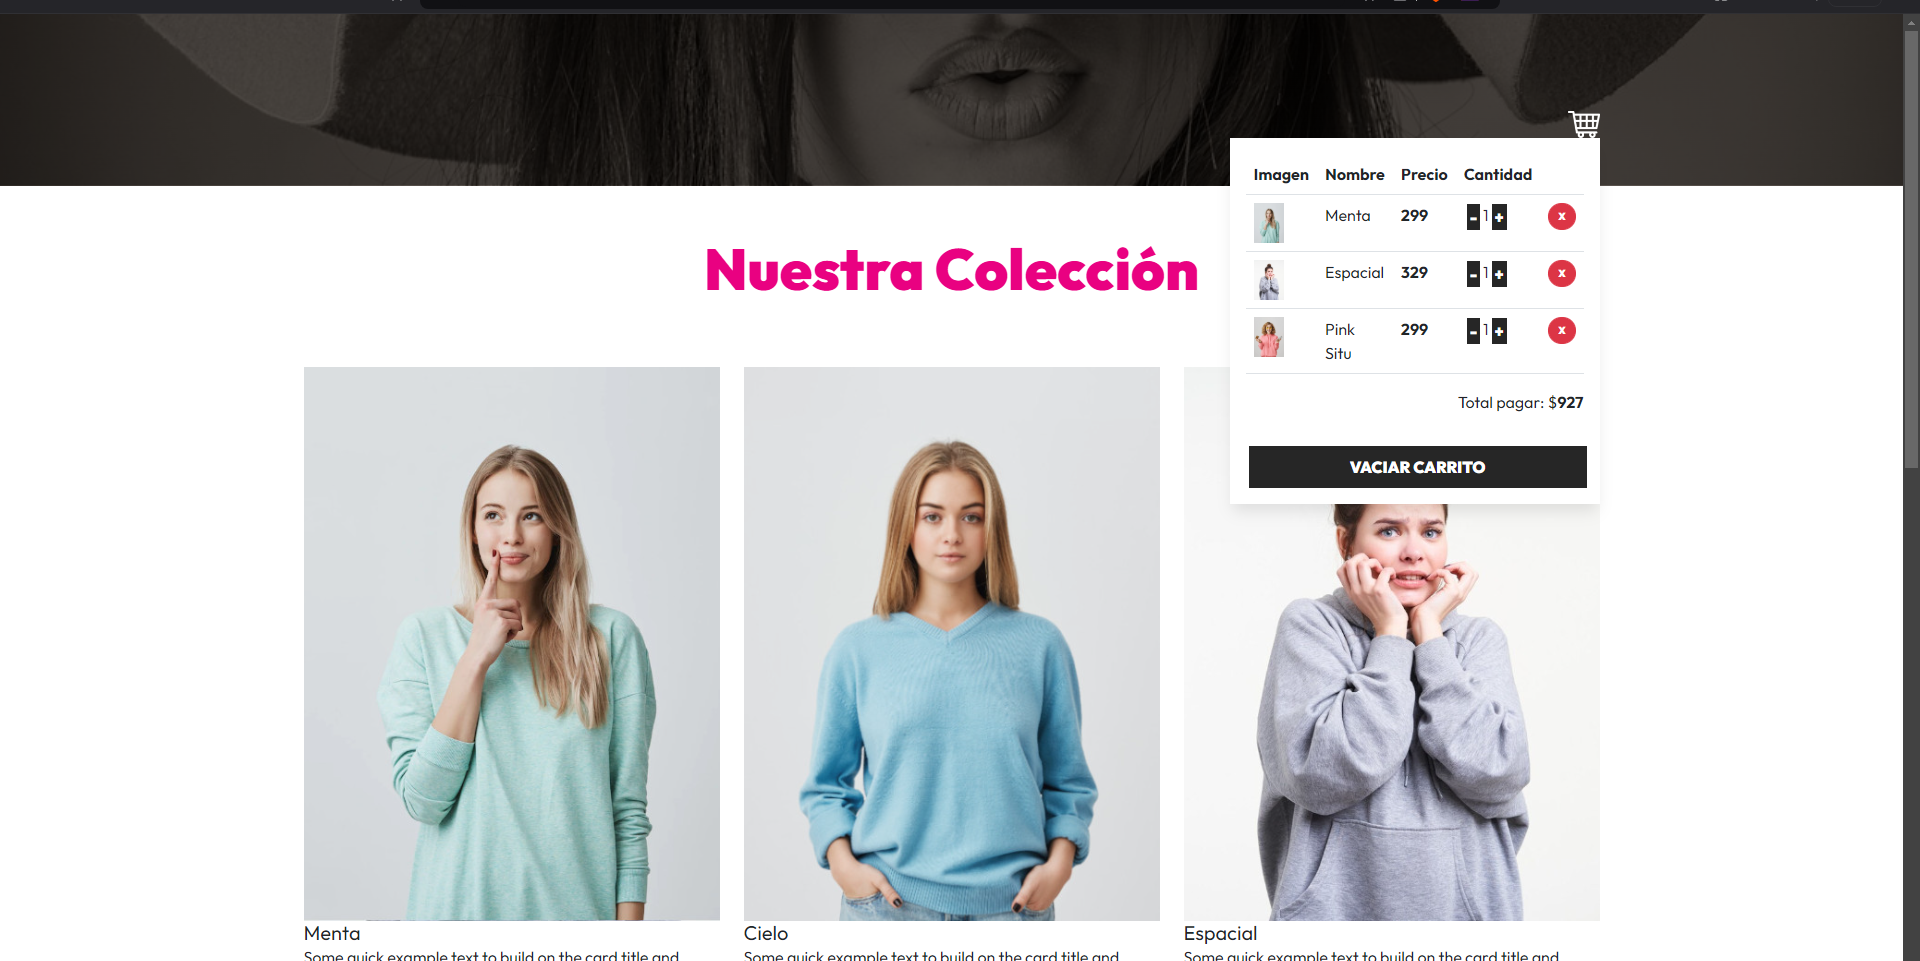 Imagen Nombre Precio Cantidad
Menta 299 - 1 + x
Espacial 329 - 1 + x
Pink Situ 299 - 1 + x
Total pagar: $927
VACIAR CARRITO
Nuestra Colección
Menta
Some quick example text to build on the card title and
Cielo
Some quick example text to build on the card title and
Espacial
Some quick example text to build on the card title and